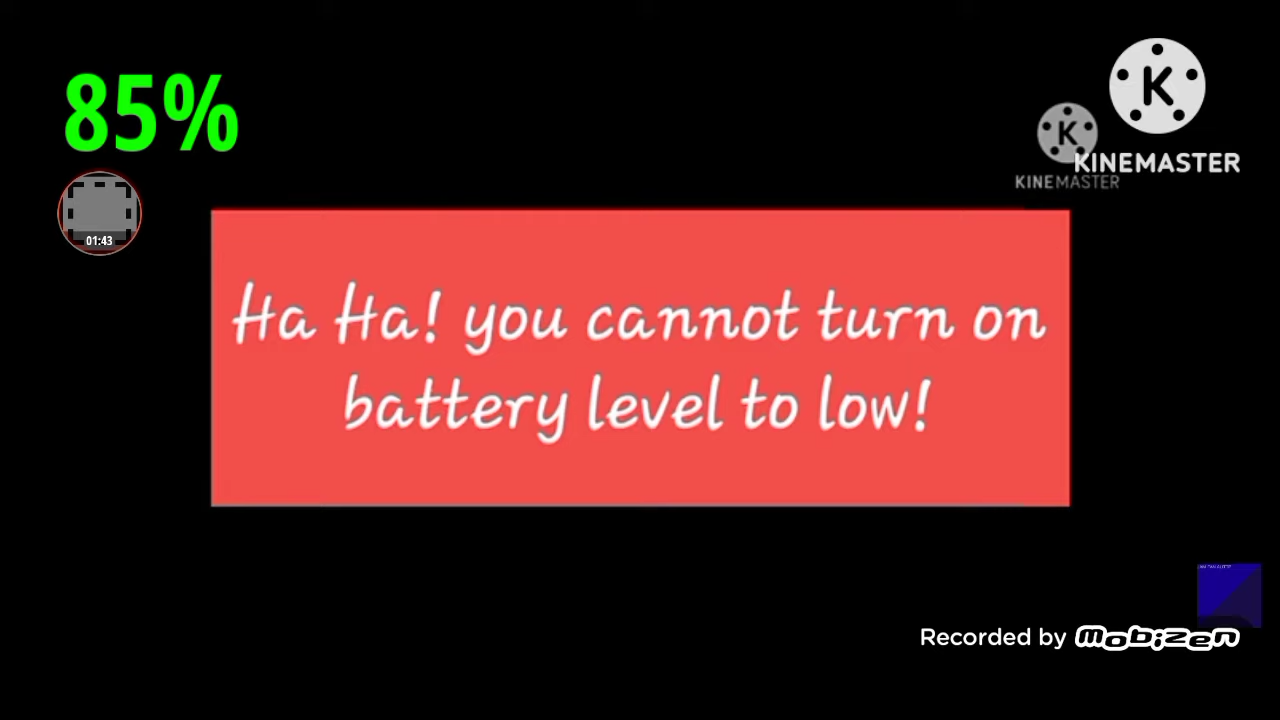 85%
K
K
KINEMASTER
KINEMASTER
01:43
Ha Ha! you cannot turn on
battery level to low!
Recorded by mobizen